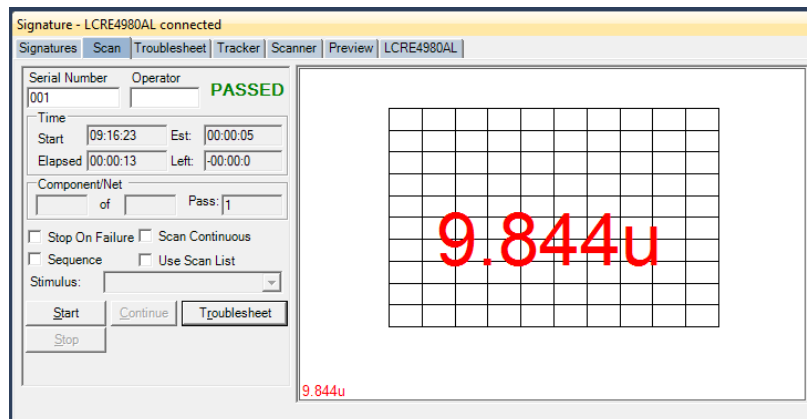 Signature - LCRE4980AL connected
Signatures Scan Troubleshoot Tracker Scanner Preview LCRE4980AL
Serial Number Operator
001 PASSED
Time
Start 09:16:23 Est: 00:00:05
Elapsed 00:00:13 Left: -00:00:0
Component/Net
of Pass: 1
Stop On Failure Scan Continuous
Sequence Use Scan List
Stimulus:
Start Continue Troublesheet
Stop
9.844u
9.844u